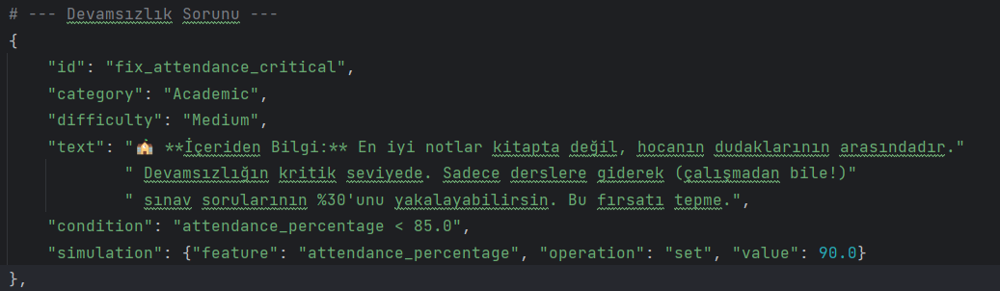 # --- Devamsızlık Sorunu ---
{
    "id": "fix_attendance_critical",
    "category": "Academic",
    "difficulty": "Medium",
    "text": "🏫 **İçeriden Bilgi:** En iyi notlar kitapta değil, hocanın dudaklarının arasındadır."
            " Devamsızlığın kritik seviyede. Sadece derslere giderek (çalışmadan bile!)"
            " sınav sorularının %30'unu yakalayabilirsin. Bu fırsatı tepme.",
    "condition": "attendance_percentage < 85.0",
    "simulation": {"feature": "attendance_percentage", "operation": "set", "value": 90.0}
},